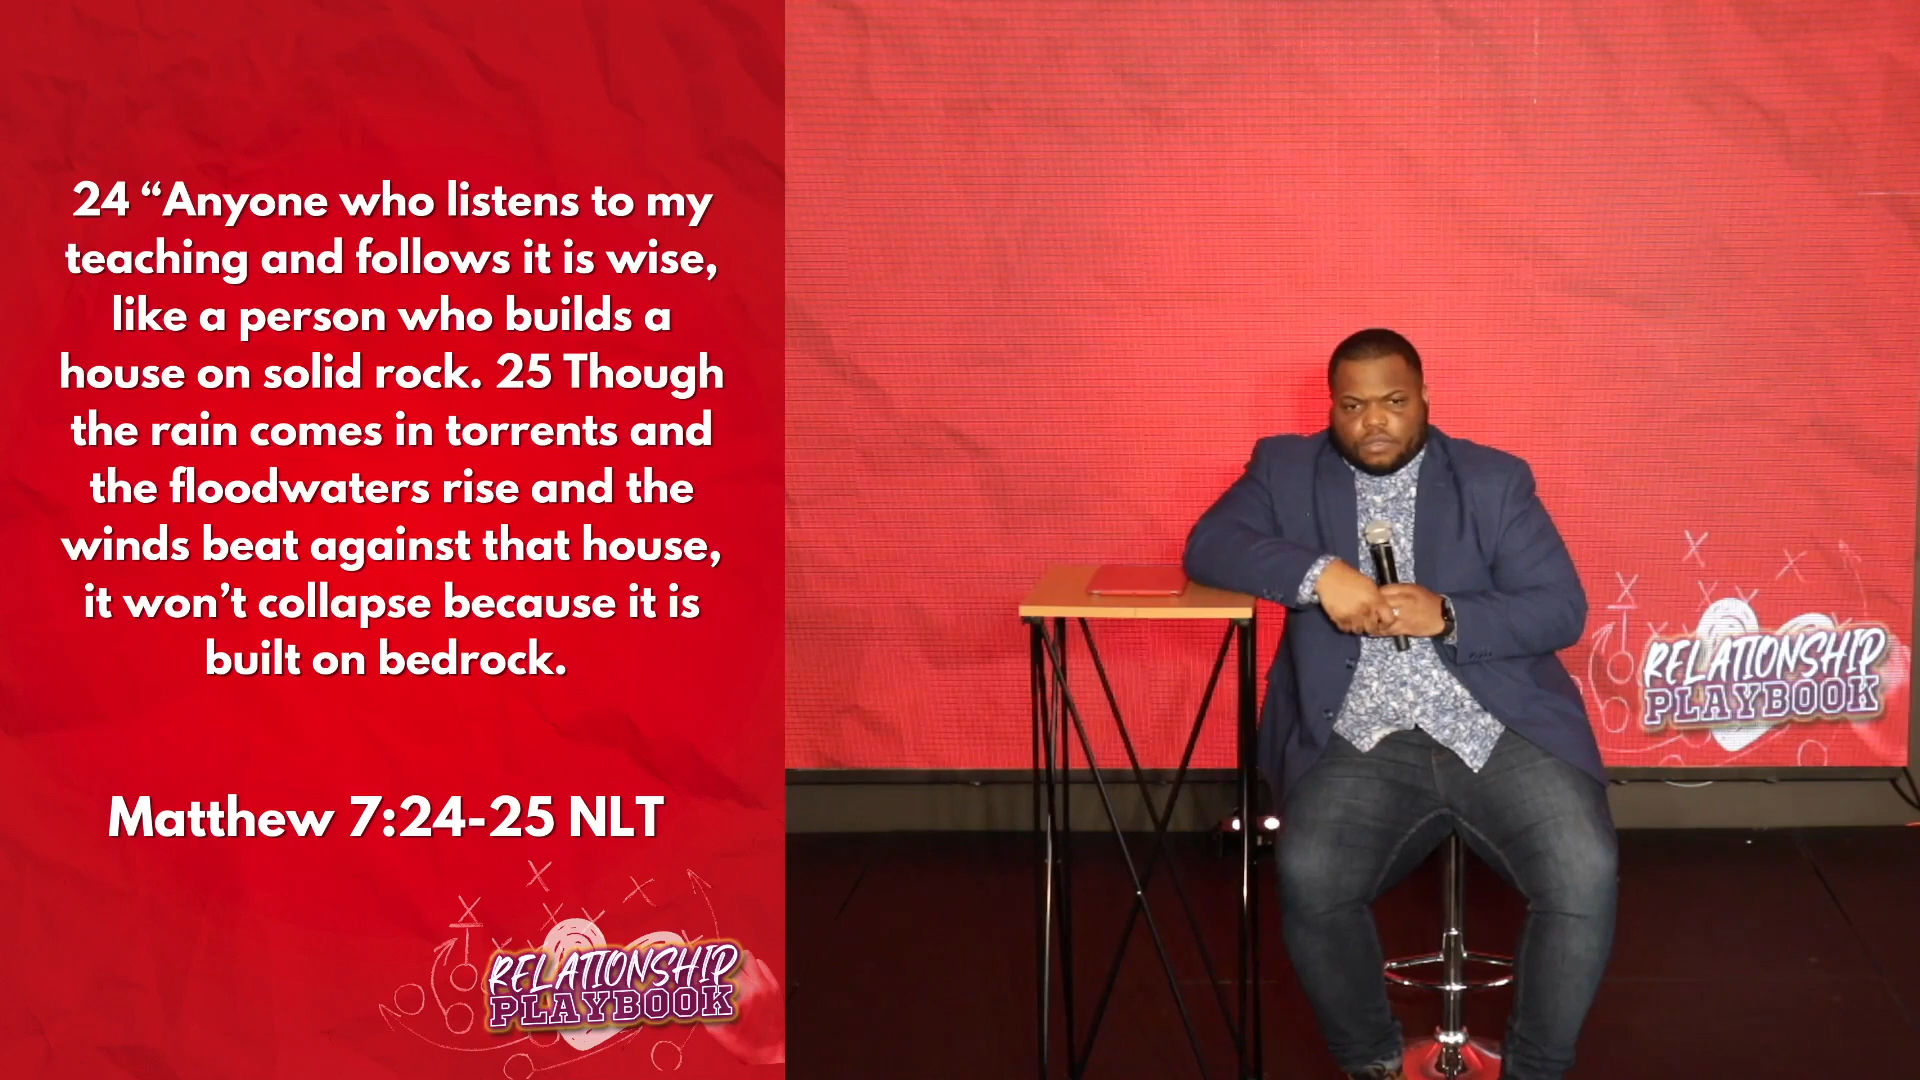 24 “Anyone who listens to my
teaching and follows it is wise,
like a person who builds a
house on solid rock. 25 Though
the rain comes in torrents and
the floodwaters rise and the
winds beat against that house,
it won’t collapse because it is
built on bedrock.
Matthew 7:24-25 NLT
RELATIONSHIP
PLAYBOOK
RELATIONSHIP
PLAYBOOK